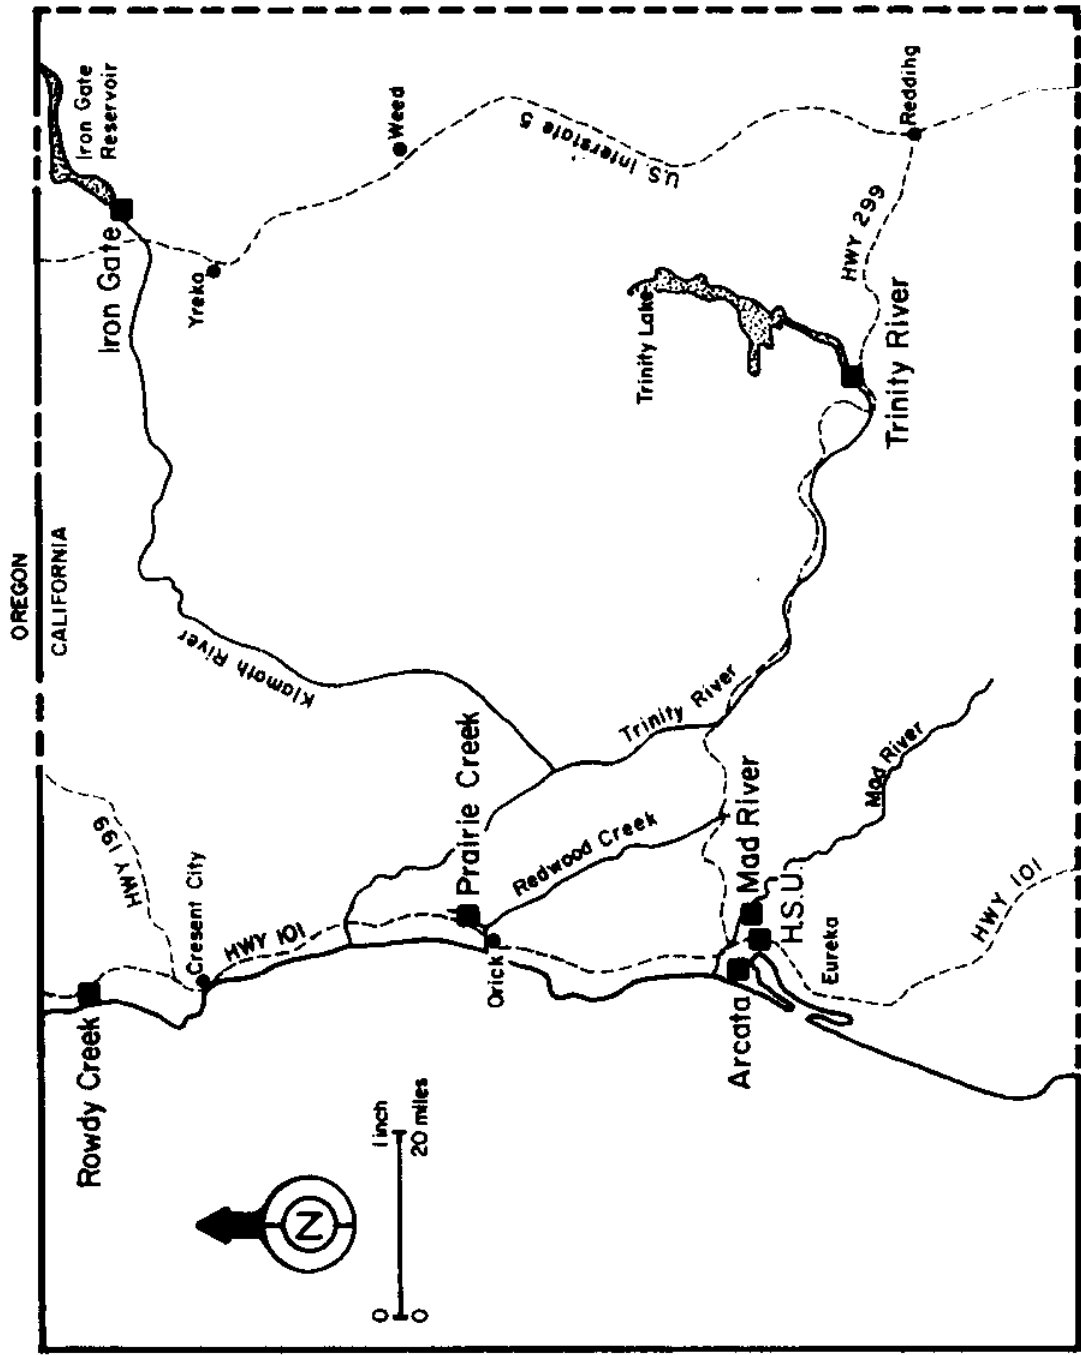 OREGON
CALIFORNIA
Iron Gate
Reservoir
Iron Gate
Yreka
Weed
U.S. Interstate 5
Redding
HWY 299
Trinity Lake
Trinity River
Klamath River
Trinity River
HWY 199
Cresent City
Rowdy Creek
HWY 101
Prairie Creek
Orick
Redwood Creek
Mad River
Mad River
H.S.U.
Arcata
Eureka
HWY 101
N
1 inch
0
0
20 miles